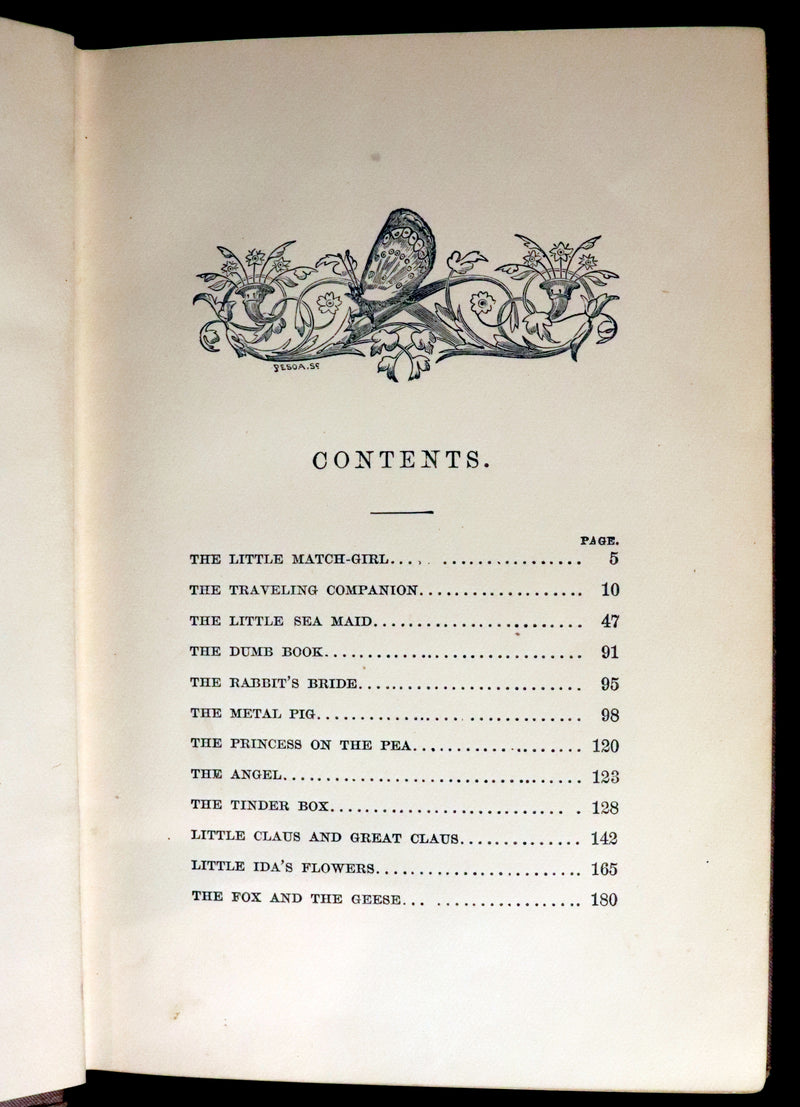 PESOA.SC
CONTENTS.
PAGE.
THE LITTLE MATCH-GIRL.................... 5
THE TRAVELING COMPANION................... 10
THE LITTLE SEA MAID........................ 47
THE DUMB BOOK............................. 91
THE RABBIT'S BRIDE......................... 95
THE METAL PIG.............................. 98
THE PRINCESS ON THE PEA.................... 120
THE ANGEL................................. 123
THE TINDER BOX............................ 128
LITTLE CLAUS AND GREAT CLAUS.............. 142
LITTLE IDA'S FLOWERS....................... 165
THE FOX AND THE GEESE.................... 180